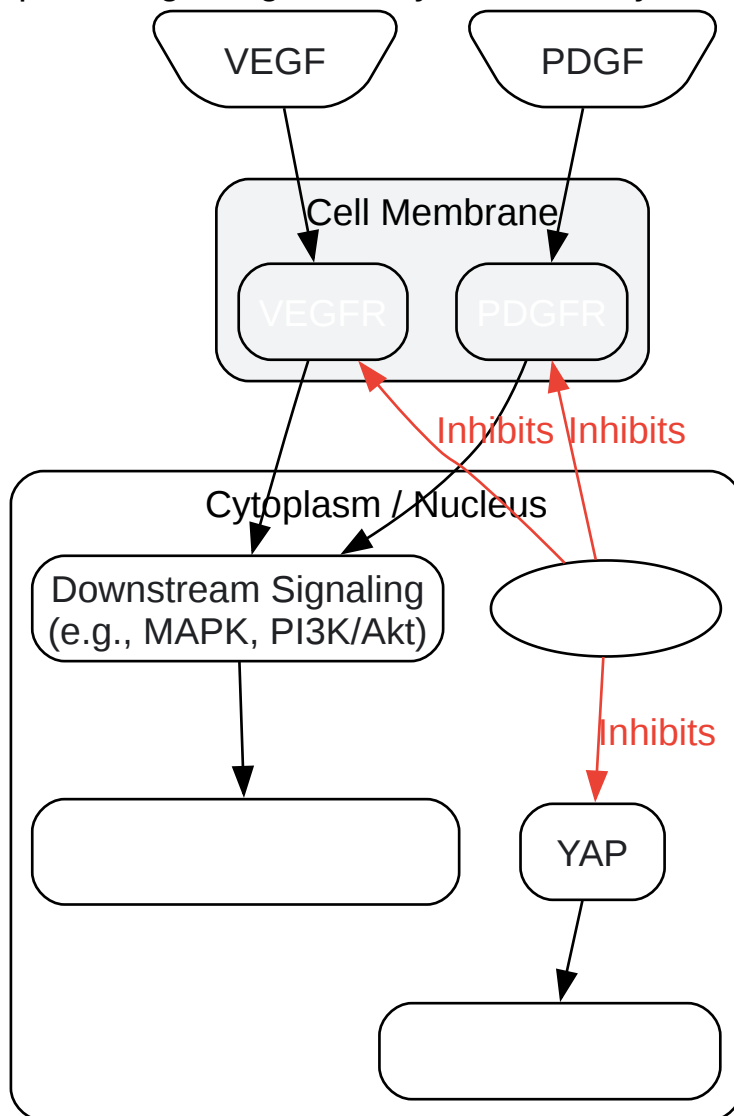 VEGF
PDGF
Cell Membrane
VEGFR
PDGFR
Inhibits
Inhibits
Cytoplasm / Nucleus
Downstream Signaling
(e.g., MAPK, PI3K/Akt)
Inhibits
YAP